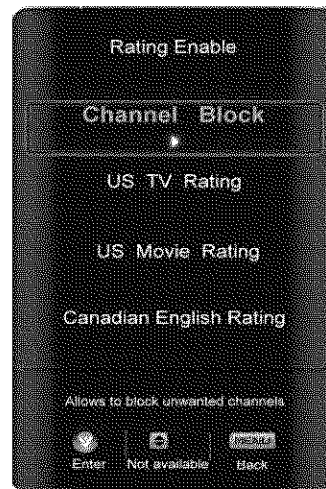 Rating Enable
Channel Block
US TV Rating
US Movie Rating
Canadian English Rating
Allows to block unwanted channels
MENU
Enter Not available Back